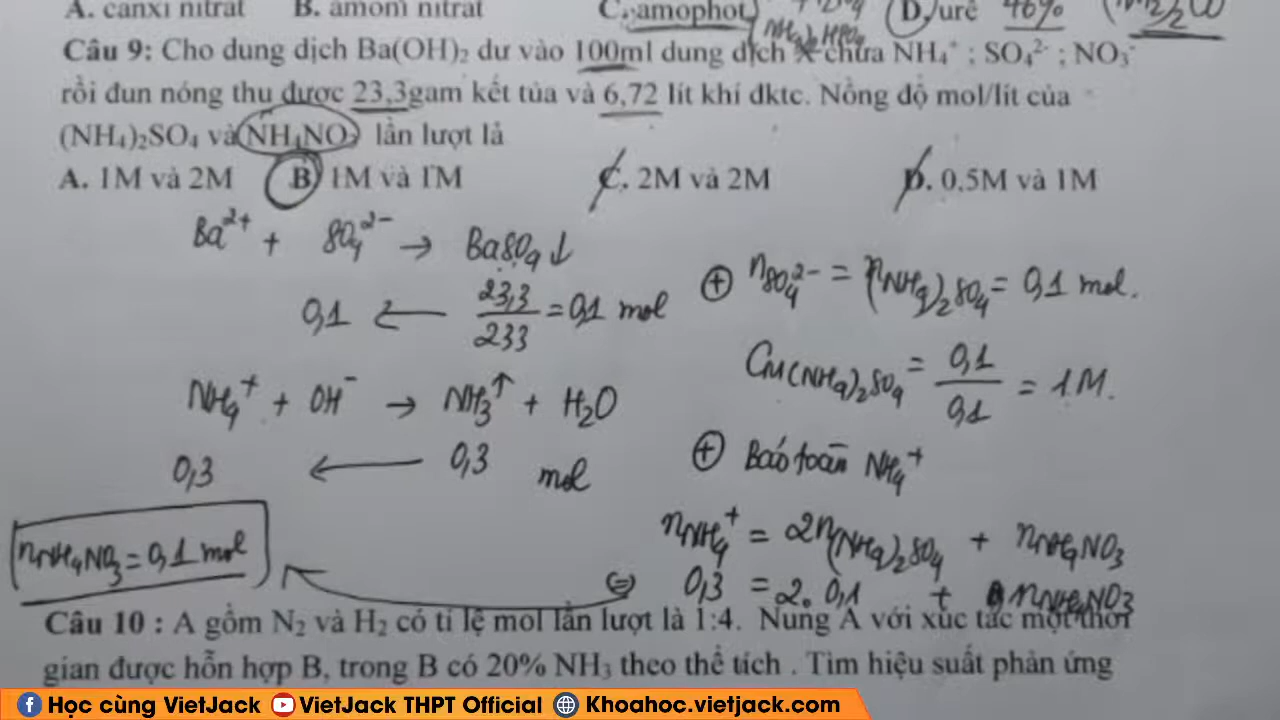 A. canxi nitrat B. amoni nitrat C. amophot D. urê 46%
(NH4)2HPO4
Câu 9: Cho dung dịch Ba(OH)2 dư vào 100ml dung dịch X chứa NH4+ ; SO4 2- ; NO3-
rồi đun nóng thu được 23,3gam kết tủa và 6,72 lít khí đktc. Nồng độ mol/lít của
(NH4)2SO4 và NH4NO3 lần lượt là
A. 1M và 2M B. 1M và 1M C. 2M và 2M D. 0.5M và 1M
Ba2+ + SO4 2- → BaSO4↓
0,1 ← 23,3/233 = 0,1 mol
NH4+ + OH- → NH3↑ + H2O
0,3 ← 0,3 mol
nNH4NO3 = 0,1 mol
⊕ nSO4 2- = n(NH4)2SO4 = 0,1 mol.
CM(NH4)2SO4 = 0,1/0,1 = 1M.
⊕ Bảo toàn NH4+
nNH4+ = 2n(NH4)2SO4 + nNH4NO3
⇔ 0,3 = 2. 0,1 + nNH4NO3
Câu 10 : A gồm N2 và H2 có tỉ lệ mol lần lượt là 1:4. Nung A với xúc tác một thời
gian được hỗn hợp B, trong B có 20% NH3 theo thể tích . Tìm hiệu suất phản ứng
Học cùng VietJack VietJack THPT Official Khoahoc.vietjack.com